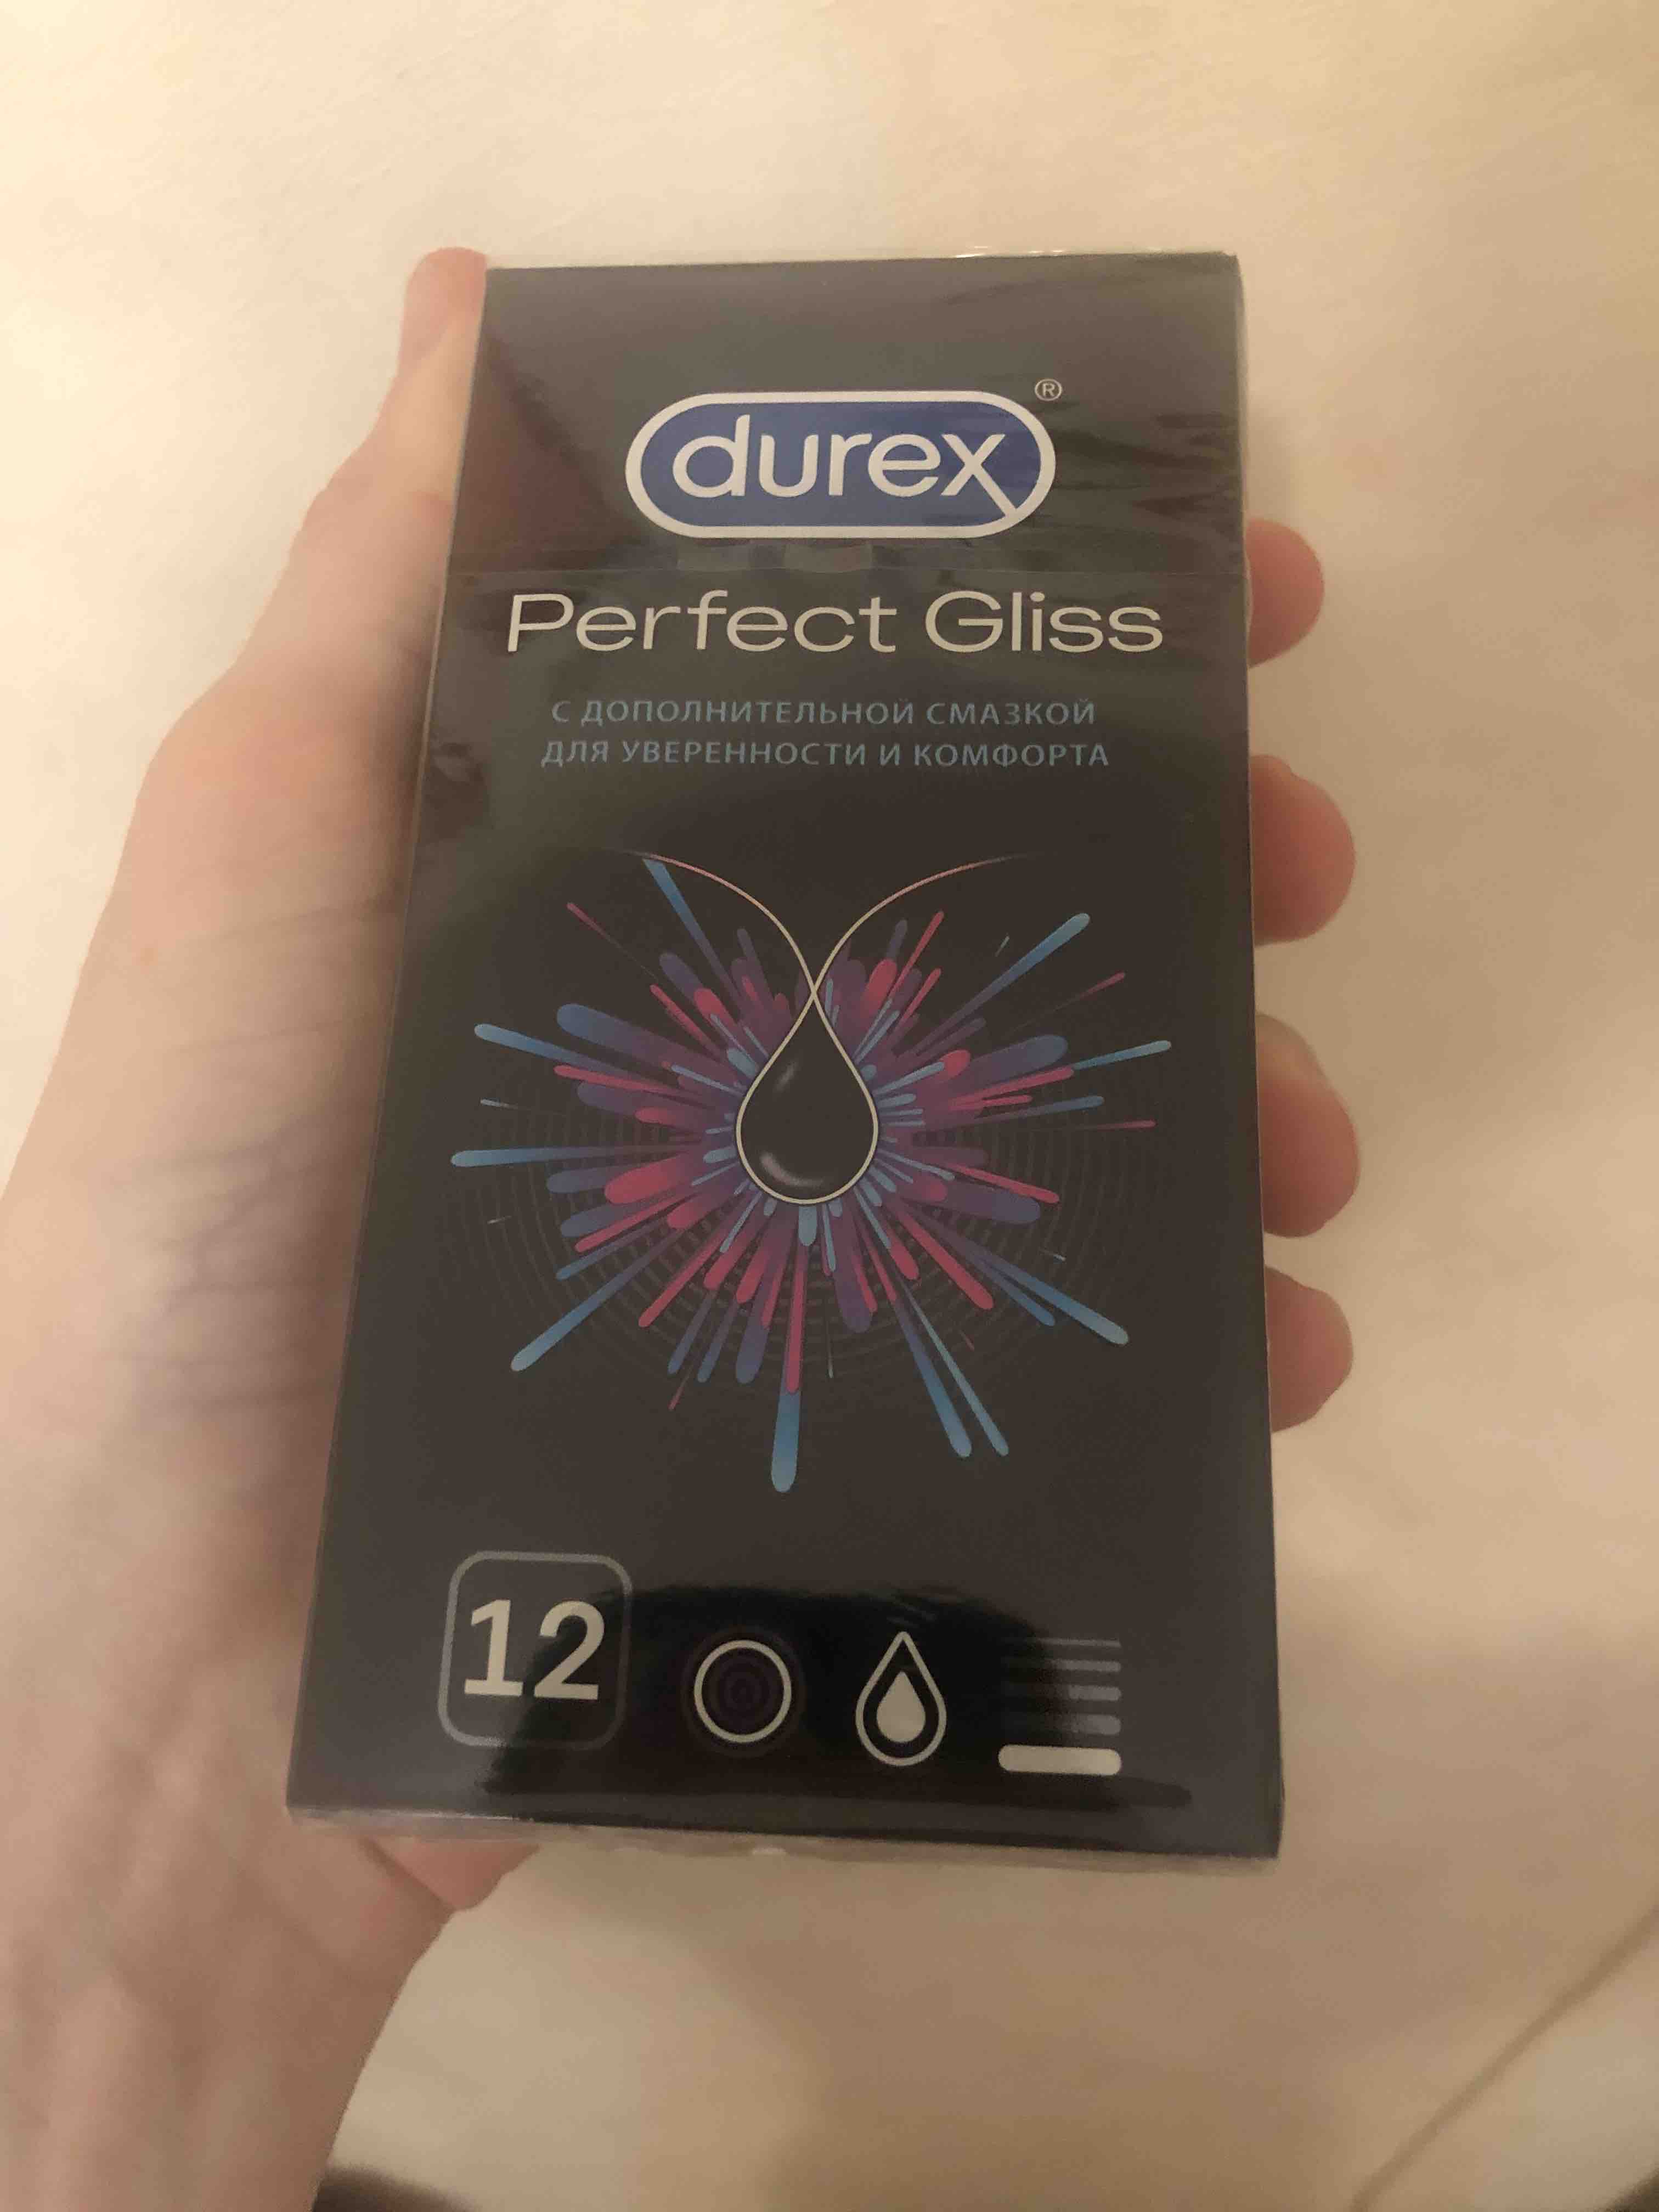 durex®
Perfect Gliss
С ДОПОЛНИТЕЛЬНОЙ СМАЗКОЙ
ДЛЯ УВЕРЕННОСТИ И КОМФОРТА
12